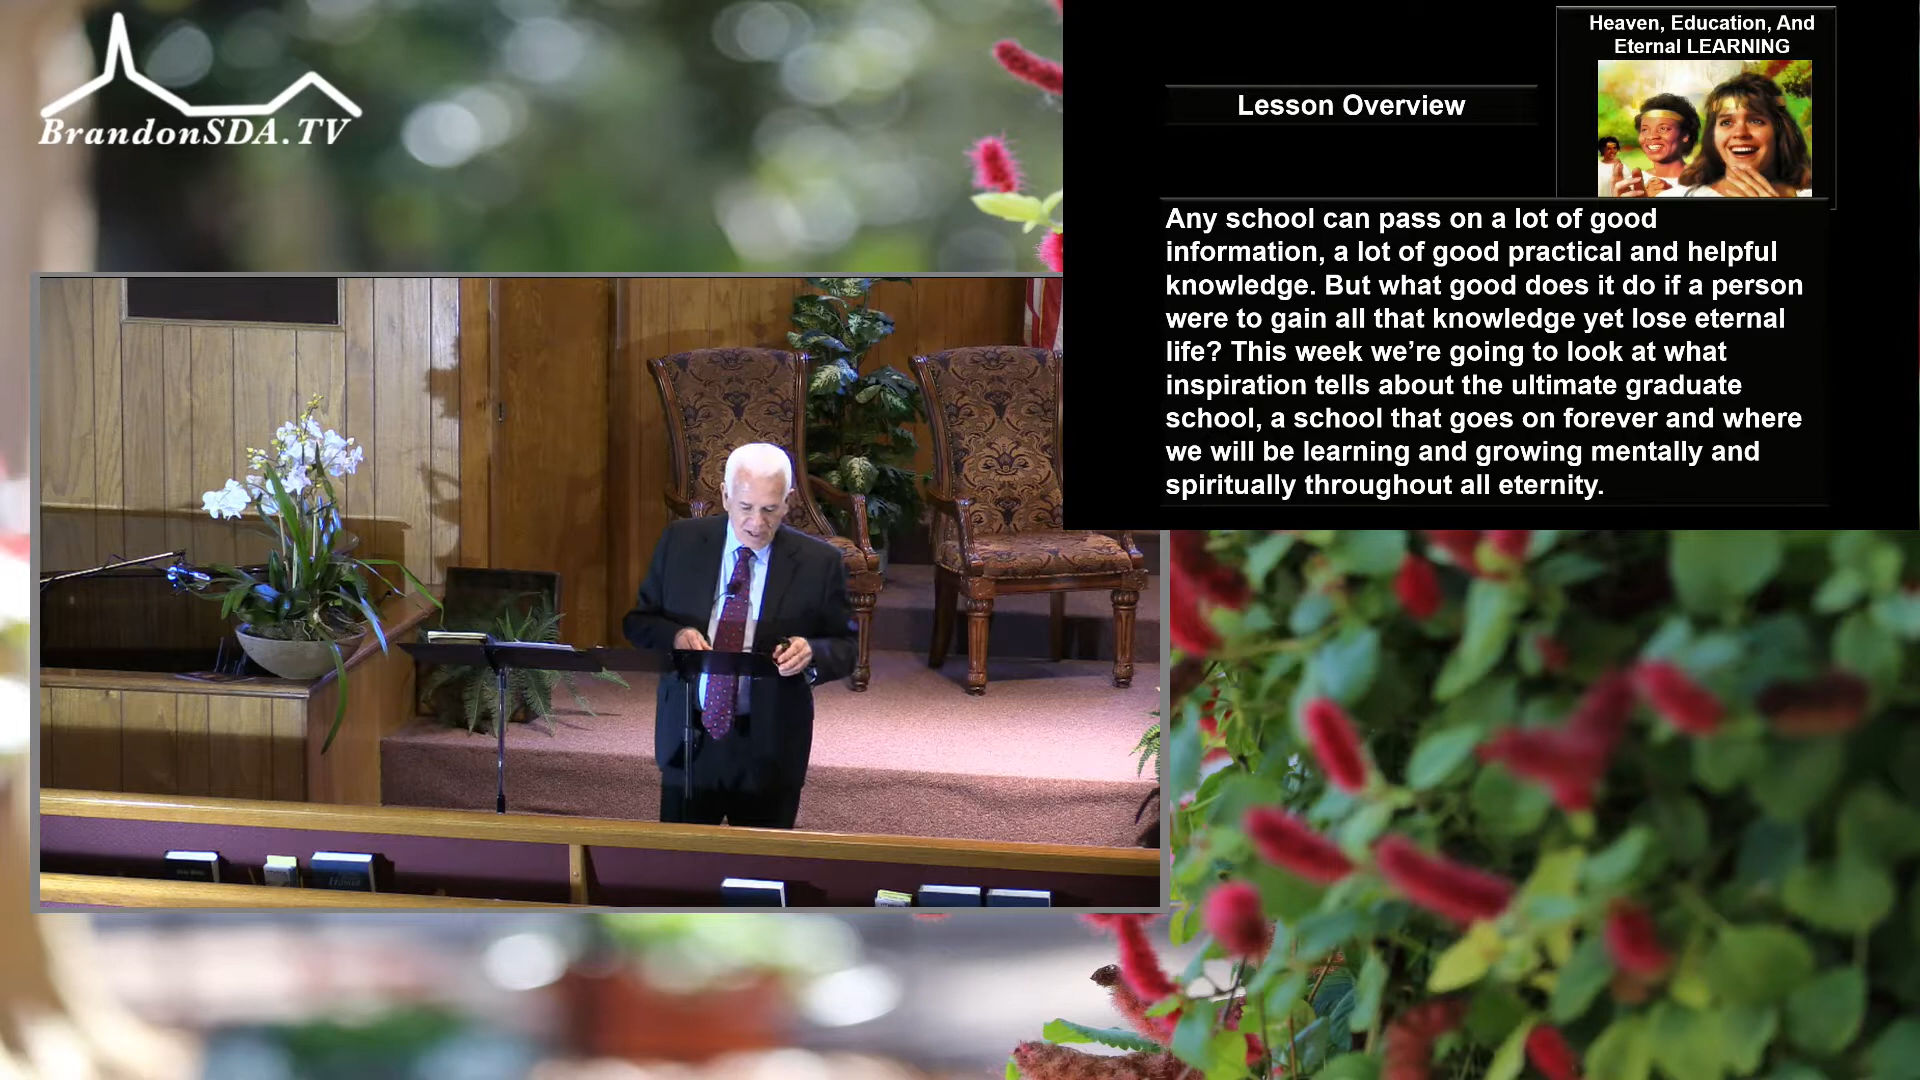 BrandonSDA.TV
Heaven, Education, And
Eternal LEARNING
Lesson Overview
Any school can pass on a lot of good
information, a lot of good practical and helpful
knowledge. But what good does it do if a person
were to gain all that knowledge yet lose eternal
life? This week we’re going to look at what
inspiration tells about the ultimate graduate
school, a school that goes on forever and where
we will be learning and growing mentally and
spiritually throughout all eternity.